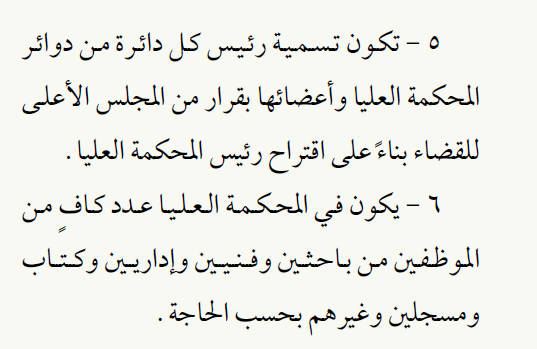 ٥ – تكون تسمية رئيس كل دائرة من دوائر
المحكمة العليا وأعضائها بقرار من المجلس الأعلى
للقضاء بناءً على اقتراح رئيس المحكمة العليا .
٦ – يكون في المحكمة العليا عدد كافٍ من
الموظفين من باحثين وفنيين وإداريين وكتاب
ومسجلين وغيرهم بحسب الحاجة .